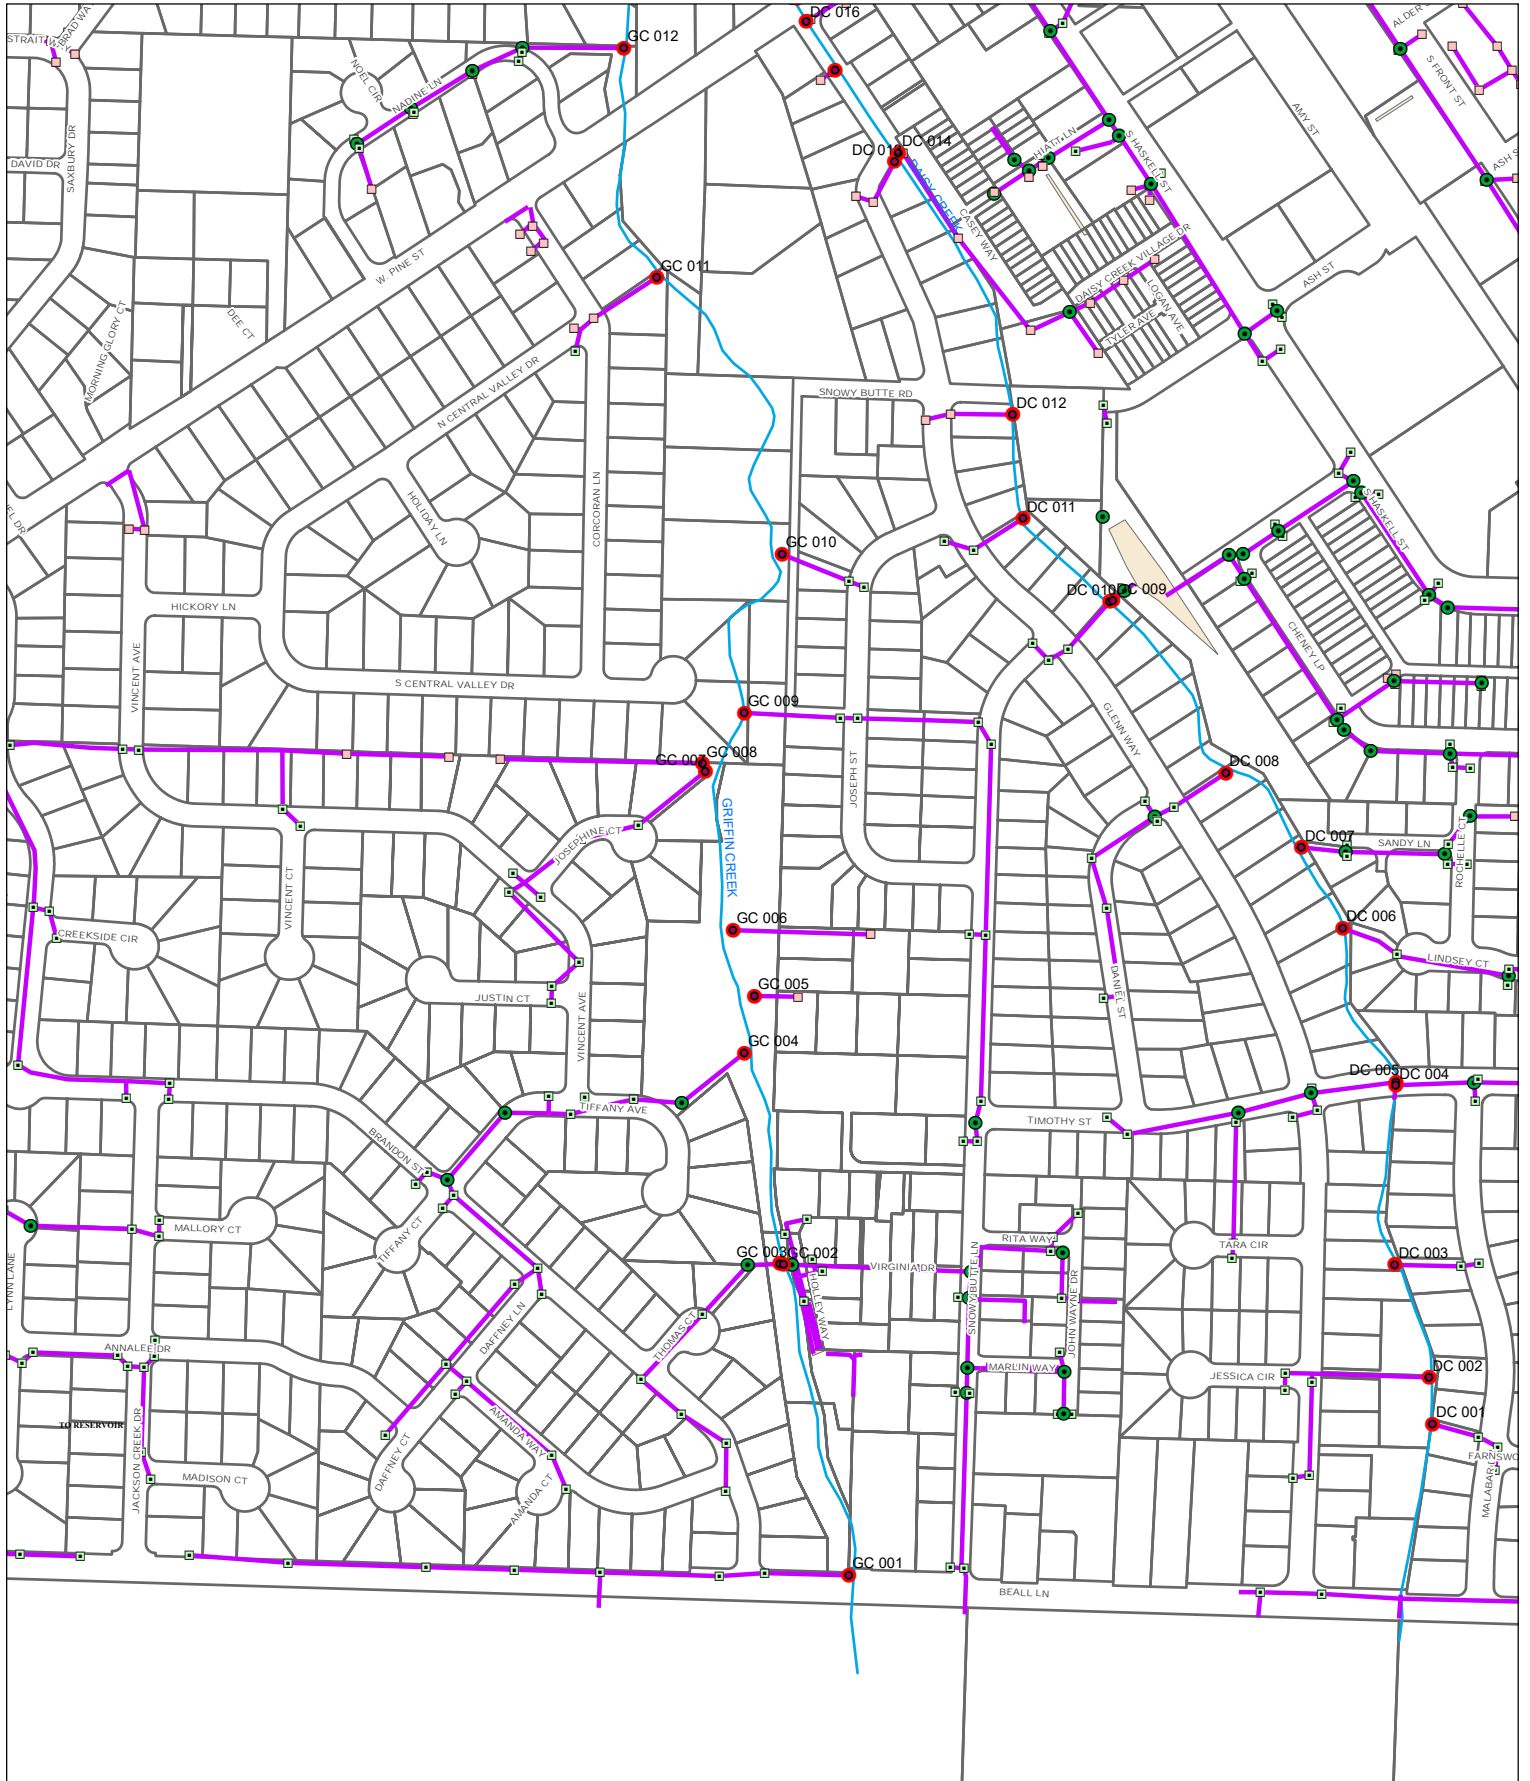 DC 016
STRAIT WY
BRAD WA
ALDER S
GC 012
NOEL CIR
NADINE LN
S FRONT ST
AMY ST
DC 014
HIATT LN
S HASKELL ST
DAVID DR
SAXBURY DR
ASH S
DAISY CREEK
CASEY WAY
W. PINE ST
DAISY CREEK VILLAGE DR
ASH ST
GC 011
LOGAN AVE
TYLER AVE
DEE CT
MORNING GLORY CT
N CENTRAL VALLEY DR
SNOWY BUTTE RD
DC 012
CORCORAN LN
HOLIDAY LN
EL DR
S HASKELL ST
DC 011
GC 010
DC 010
DC 009
HICKORY LN
CHENEY LP
VINCENT AVE
S CENTRAL VALLEY DR
GC 009
GLENN WAY
GC 008
GC 007
DC 008
JOSEPH ST
GRIFFIN CREEK
JOSEPHINE CT
DC 007
SANDY LN
ROCHELLE CT
VINCENT CT
GC 006
DC 006
CREEKSIDE CIR
LINDSEY CT
GC 005
JUSTIN CT
DANIEL ST
VINCENT AVE
GC 004
DC 005
DC 004
TIFFANY AVE
TIMOTHY ST
BRANDON ST
MALLORY CT
TIFFANY CT
RITA WAY
TARA CIR
GC 003
GC 002
VIRGINIA DR
DC 003
LYNN LANE
HOLLEY WAY
SNOWY BUTTE LN
JOHN WAYNE DR
DAFFNEY LN
THOMAS CT
ANNALEE DR
MARLIN WAY
JESSICA CIR
DC 002
TO RESERVOIR
JACKSON CREEK DR
AMANDA WAY
DC 001
FARNSWO
MADISON CT
DAFFNEY CT
AMANDA CT
MALABAR
GC 001
BEALL LN